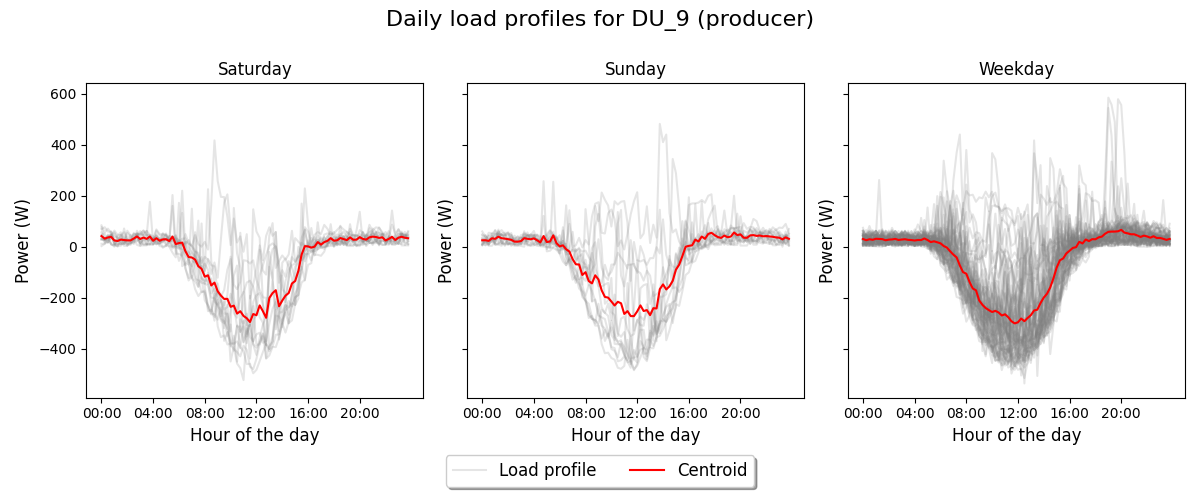 Daily load profiles for DU_9 (producer)
Saturday
Sunday
Weekday
Power (W)
600
400
200
0
−200
−400
Power (W)
Power (W)
00:00 04:00 08:00 12:00 16:00 20:00
00:00 04:00 08:00 12:00 16:00 20:00
00:00 04:00 08:00 12:00 16:00 20:00
Hour of the day
Hour of the day
Hour of the day
Load profile
Centroid